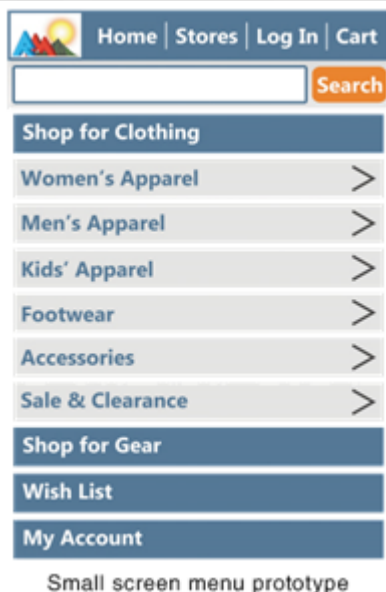 Home | Stores | Log In | Cart
Search
Shop for Clothing
Women's Apparel >
Men's Apparel >
Kids' Apparel >
Footwear >
Accessories >
Sale & Clearance >
Shop for Gear
Wish List
My Account
Small screen menu prototype